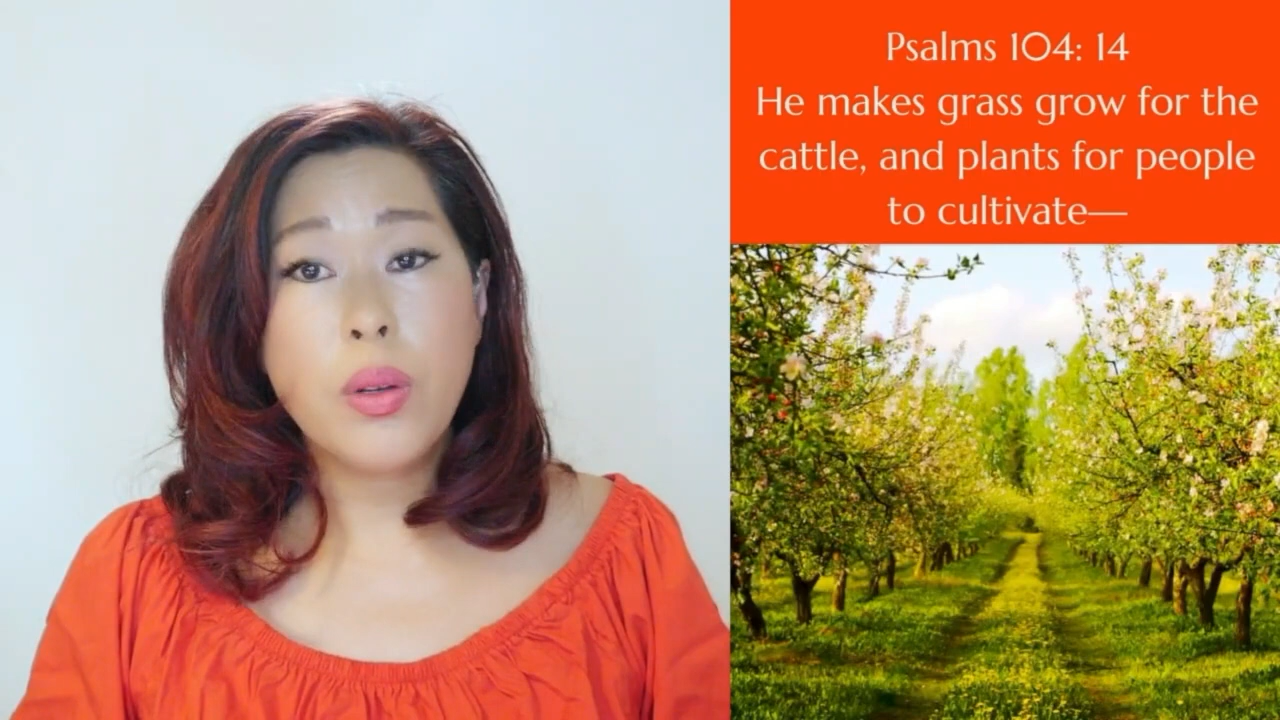 Psalms 104: 14
He makes grass grow for the
cattle, and plants for people
to cultivate—